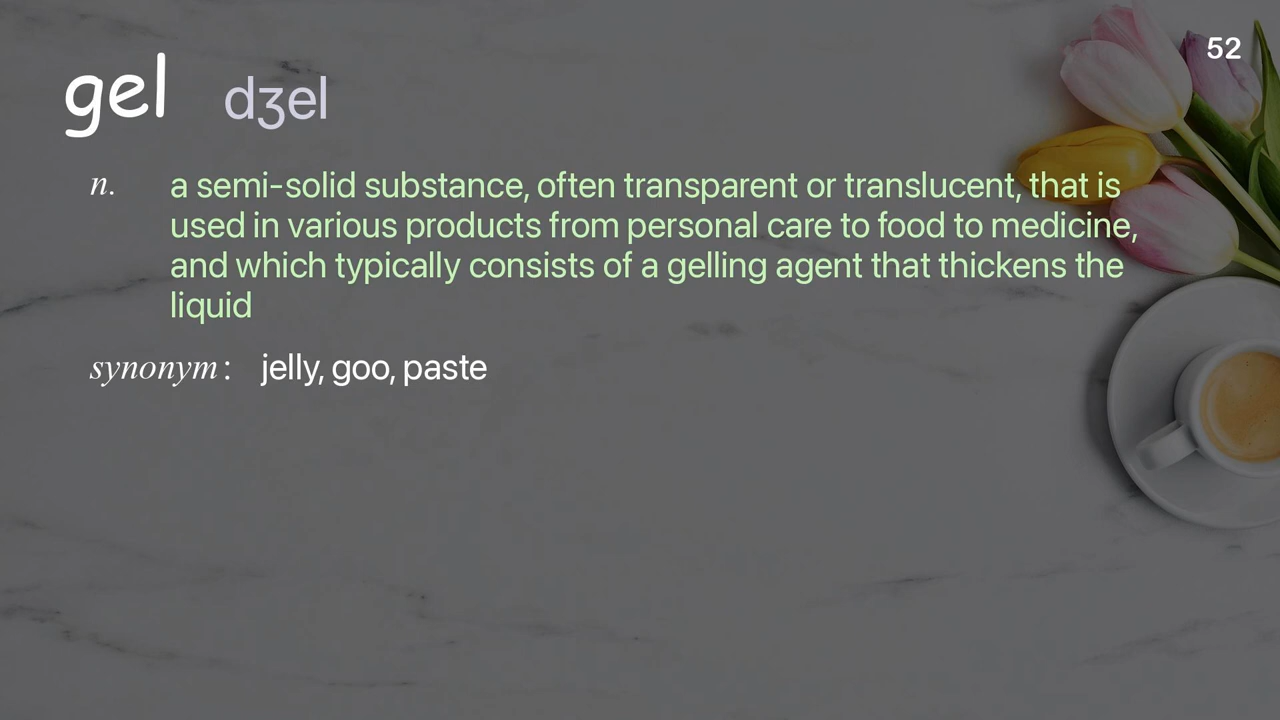 52
gel dʒel
n. a semi-solid substance, often transparent or translucent, that is
used in various products from personal care to food to medicine,
and which typically consists of a gelling agent that thickens the
liquid
synonym: jelly, goo, paste